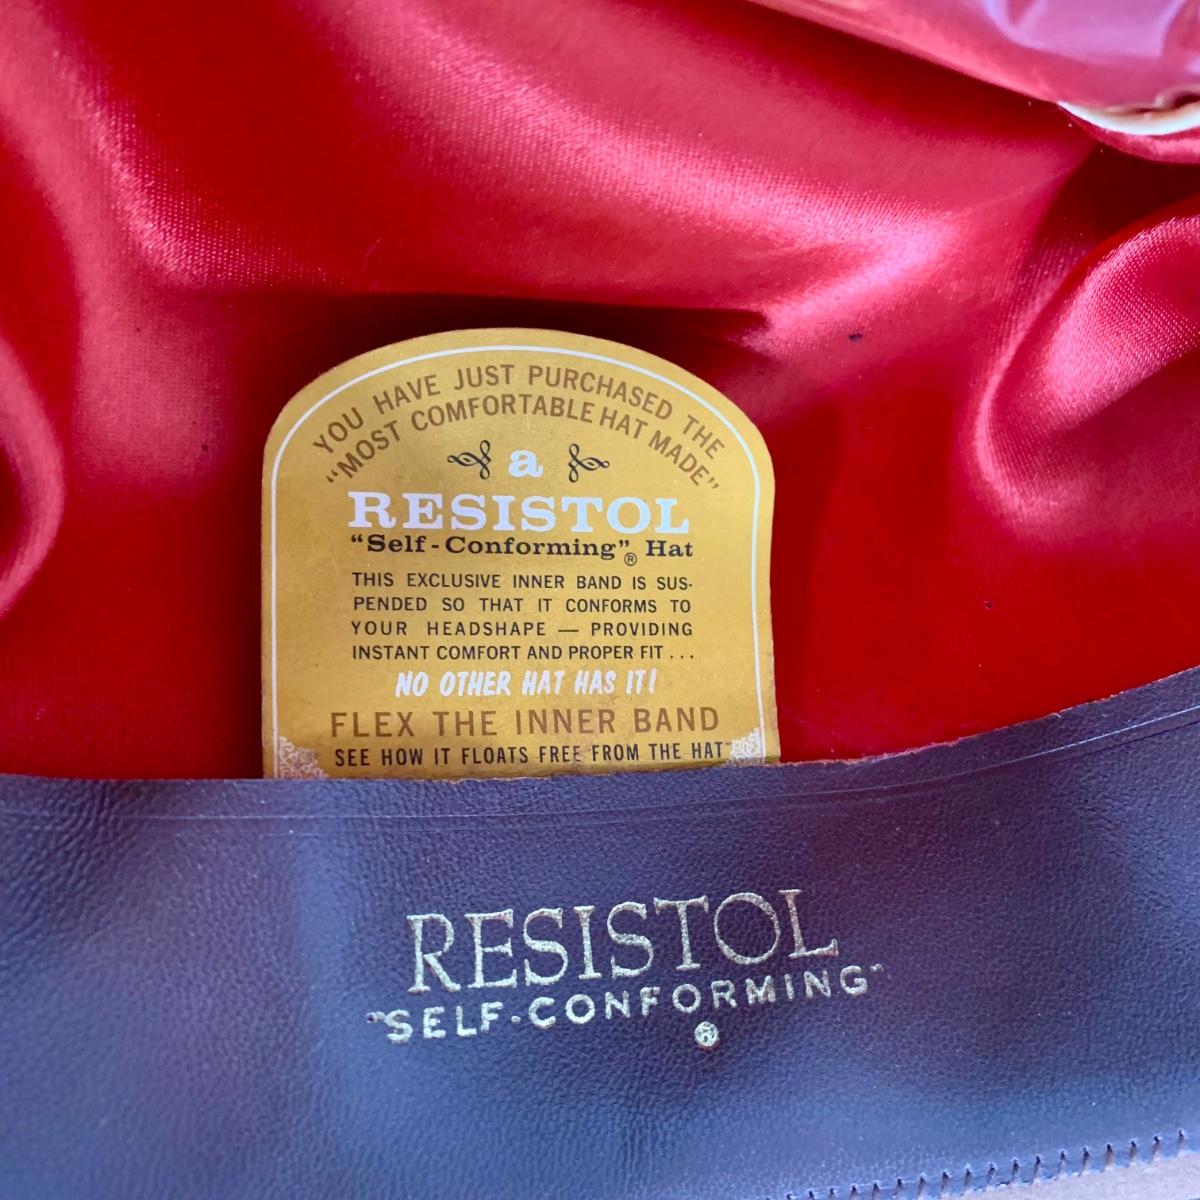 YOU HAVE JUST PURCHASED THE
"MOST COMFORTABLE HAT MADE"
a
RESISTOL
"Self-Conforming"® Hat
THIS EXCLUSIVE INNER BAND IS SUS-
PENDED SO THAT IT CONFORMS TO
YOUR HEADSHAPE — PROVIDING
INSTANT COMFORT AND PROPER FIT...
NO OTHER HAT HAS IT!
FLEX THE INNER BAND
SEE HOW IT FLOATS FREE FROM THE HAT
RESISTOL
"SELF-CONFORMING"
®